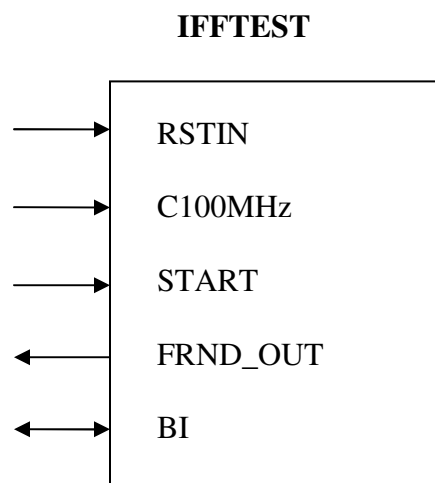 IFFTEST
RSTIN
C100MHz
START
FRND_OUT
BI